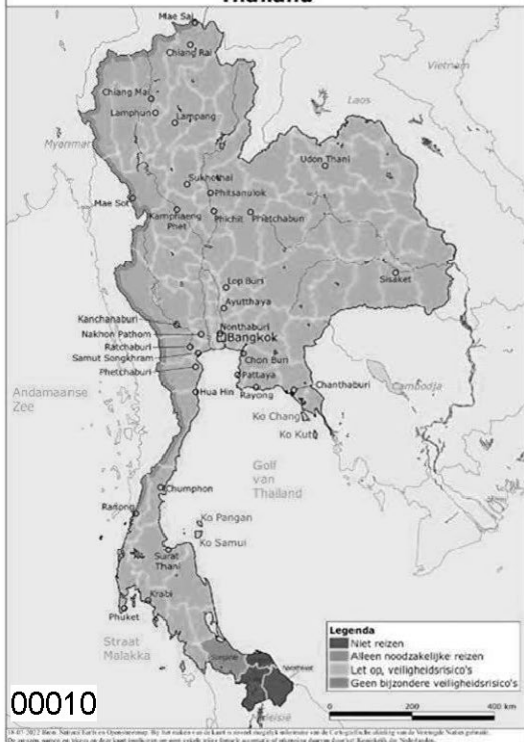 Thailand
Mae Sai
Chiang Rai
Chiang Mai
Lamphun
Lampang
Vietnam
Laos
Myanmar
Udon Thani
Sukhothai
Phitsanulok
Mae Sot
Kamphaeng
Phet
Phichit
Phetchabun
Sisaket
Lop Buri
Ayutthaya
Kanchanaburi
Nonthaburi
Nakhon Pathom
Bangkok
Ratchaburi
Samut Songkhram
Chon Buri
Phetchaburi
Pattaya
Chanthaburi
Cambodja
Andamaanse
Zee
Hua Hin
Rayong
Ko Chang
Ko Kut
Golf
van
Thailand
Chumphon
Ranong
Ko Pangan
Ko Samui
Surat
Thani
Krabi
Phuket
Straat
Malakka
Legenda
Niet reizen
Alleen noodzakelijke reizen
Let op, veiligheidsrisico's
Geen bijzondere veiligheidsrisico's
0 200 400 km
00010